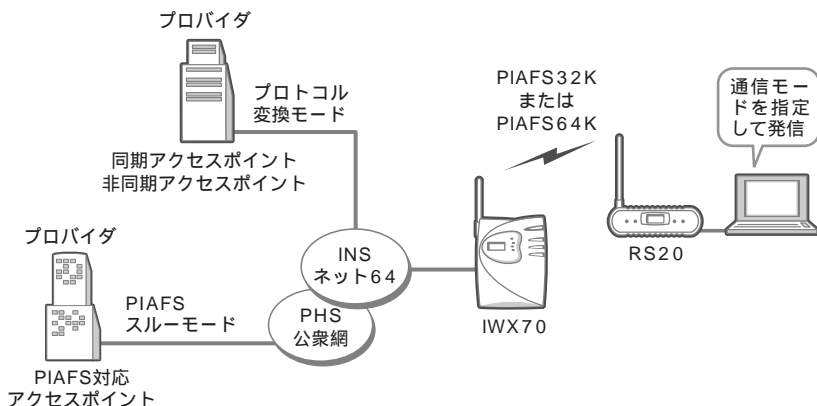 プロバイダ
プロトコル
変換モード
同期アクセスポイント
非同期アクセスポイント
PIAFS32K
または
PIAFS64K
通信モー
ドを指定
して発信
RS20
IWX70
INS
ネット64
PHS
公衆網
プロバイダ
PIAFS
スルーモード
PIAFS対応
アクセスポイント